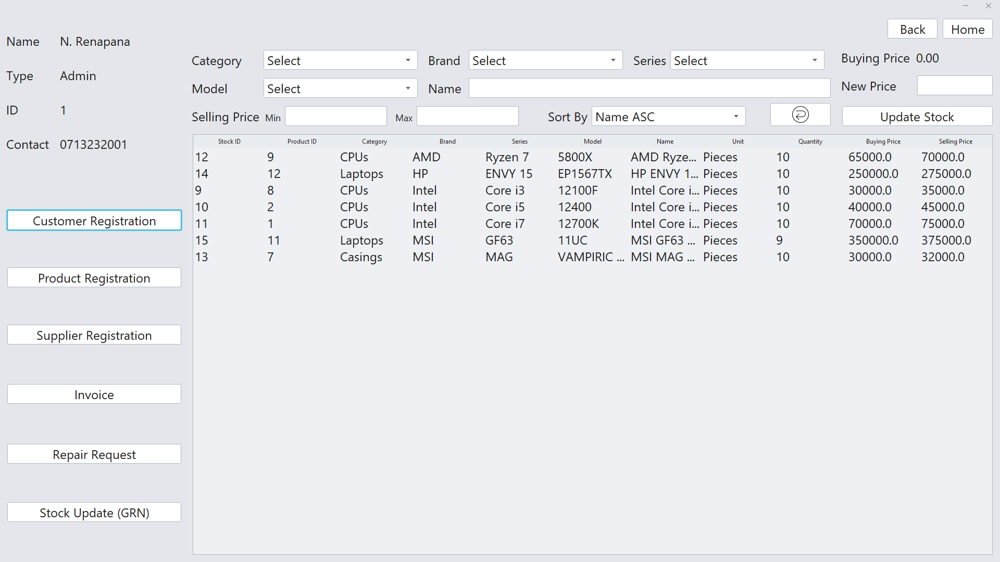 Back Home
Name N. Renapana
Type Admin
ID 1
Contact 0713232001
Category Select Brand Select Series Select Buying Price 0.00
Model Select Name New Price
Selling Price Min Max Sort By Name ASC Update Stock
Stock ID Product ID Category Brand Series Model Name Unit Quantity Buying Price Selling Price
12 9 CPUs AMD Ryzen 7 5800X AMD Ryze... Pieces 10 65000.0 70000.0
14 12 Laptops HP ENVY 15 EP1567TX HP ENVY 1... Pieces 10 250000.0 275000.0
9 8 CPUs Intel Core i3 12100F Intel Core i... Pieces 10 30000.0 35000.0
10 2 CPUs Intel Core i5 12400 Intel Core i... Pieces 10 40000.0 45000.0
11 1 CPUs Intel Core i7 12700K Intel Core i... Pieces 10 70000.0 75000.0
15 11 Laptops MSI GF63 11UC MSI GF63 ... Pieces 9 350000.0 375000.0
13 7 Casings MSI MAG VAMPIRIC ... MSI MAG ... Pieces 10 30000.0 32000.0
Customer Registration
Product Registration
Supplier Registration
Invoice
Repair Request
Stock Update (GRN)